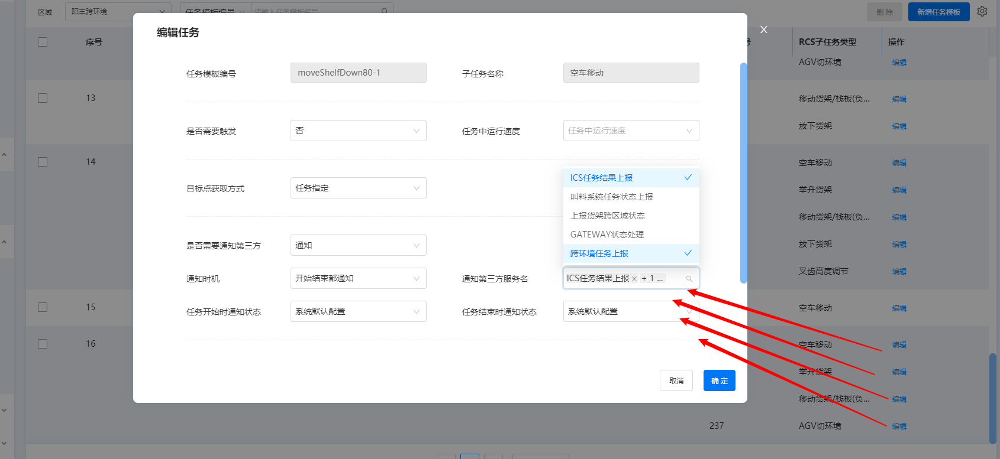 区域 阳丰跨环境 任务模板编号 请输入任务模板编号 删 除 新增任务模板
编辑任务 X
序号 号 RCS子任务类型 操作
AGV切环境 编辑
任务模板编号 moveShelfDown80-1 子任务名称 空车移动
13 移动货架/栈板(负... 编辑
是否需要触发 否 任务中运行速度 任务中运行速度 放下货架 编辑
14 空车移动 编辑
ICS任务结果上报
目标点获取方式 任务指定 举升货架 编辑
叫料系统任务状态上报
上报货架跨区域状态 移动货架/栈板(负... 编辑
GATEWAY状态处理
是否需要通知第三方 通知 放下货架 编辑
跨环境任务上报
叉齿高度调节 编辑
通知时机 开始结束都通知 通知第三方服务名 ICS任务结果上报 × + 1 ...
15 空车移动 编辑
任务开始时通知状态 系统默认配置 任务结束时通知状态 系统默认配置
16 空车移动 编辑
举升货架 编辑
取消 确 定
移动货架/栈板(负... 编辑
237 AGV切环境 编辑